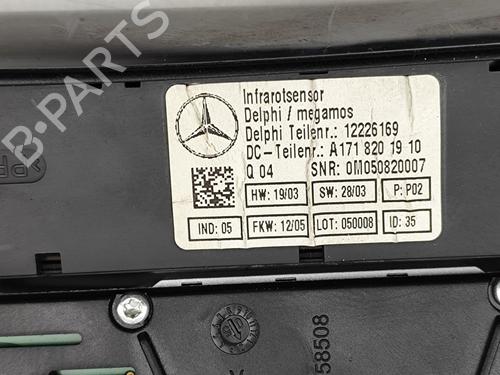 Infrarotsensor
Delphi / megamos
Delphi Teilenr.: 12226169
DC-Teilenr.: A171 820 19 10
Q 04 SNR: 0M050820007
HW: 19/03 SW: 28/03 P: P02
IND: 05 FKW: 12/05 LOT: 050008 ID: 35
58508